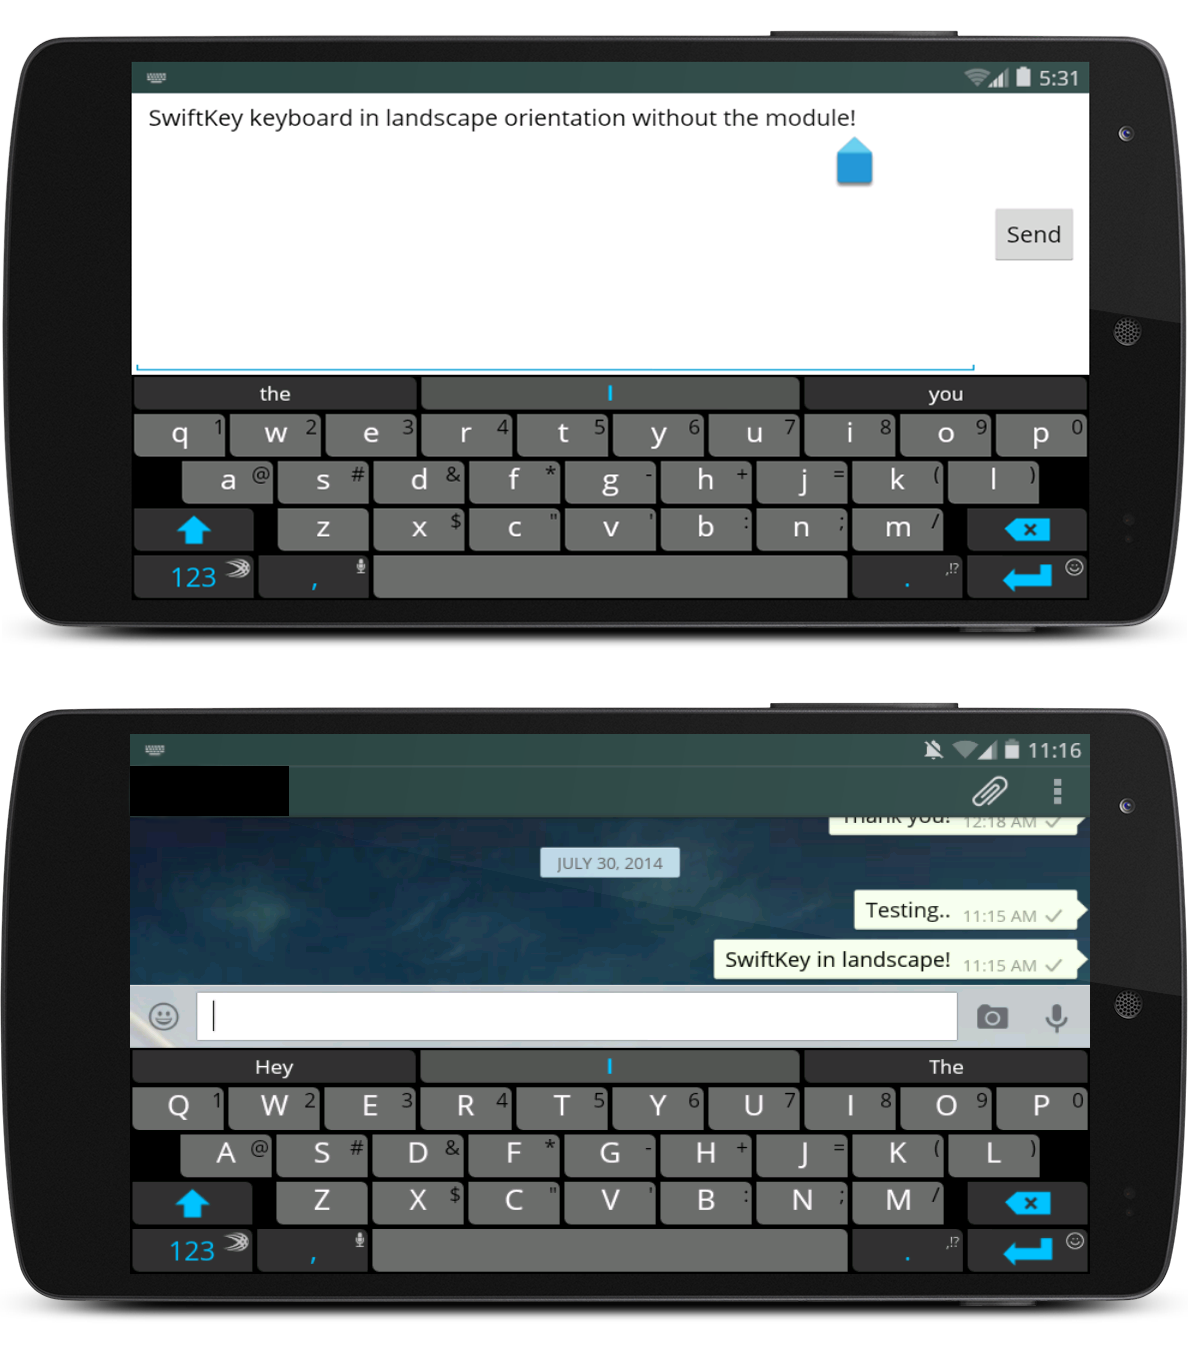 5:31
SwiftKey keyboard in landscape orientation without the module!
Send
the I you
q 1 w 2 e 3 r 4 t 5 y 6 u 7 i 8 o 9 p 0
a @ s # d & f * g - h + j = k ( l )
z x $ c " v ' b : n ; m /
123 , . ,!?
11:16
Thank you! 12:18 AM
JULY 30, 2014
Testing.. 11:15 AM
SwiftKey in landscape! 11:15 AM
Hey I The
Q 1 W 2 E 3 R 4 T 5 Y 6 U 7 I 8 O 9 P 0
A @ S # D & F * G - H + J = K ( L )
Z X $ C " V ' B : N ; M /
123 , . ,!?